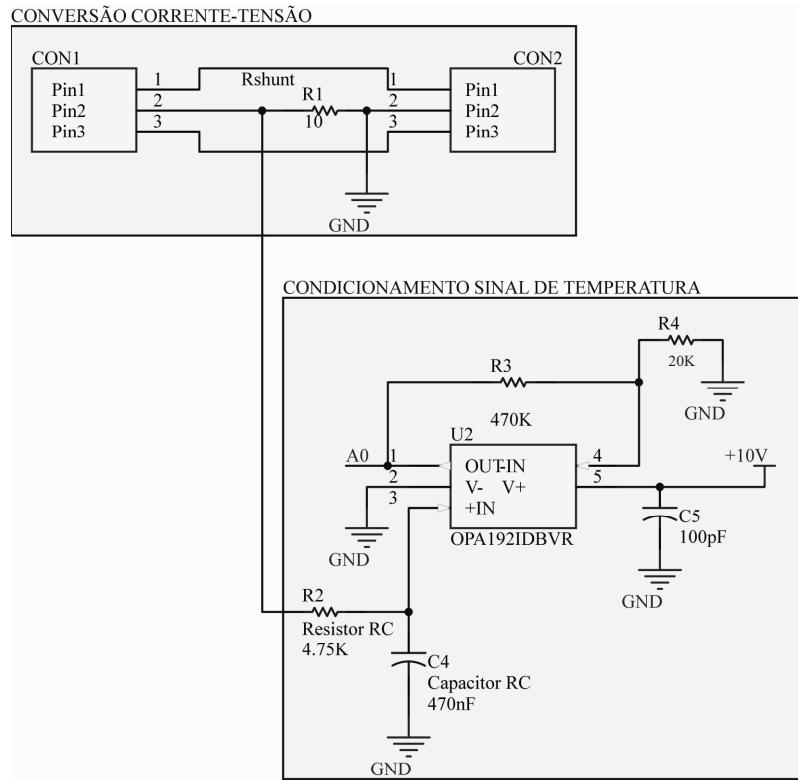 CONVERSÃO CORRENTE-TENSÃO
CON1
CON2
Pin1
Pin2
Pin3
1
2
3
Rshunt
R1
10
1
2
3
Pin1
Pin2
Pin3
GND
CONDICIONAMENTO SINAL DE TEMPERATURA
R4
20K
GND
R3
470K
U2
A0
1
2
3
OUT
-IN
V-
V+
+IN
4
5
+10V
OPA192IDBVR
GND
C5
100pF
GND
R2
Resistor RC
4.75K
C4
Capacitor RC
470nF
GND